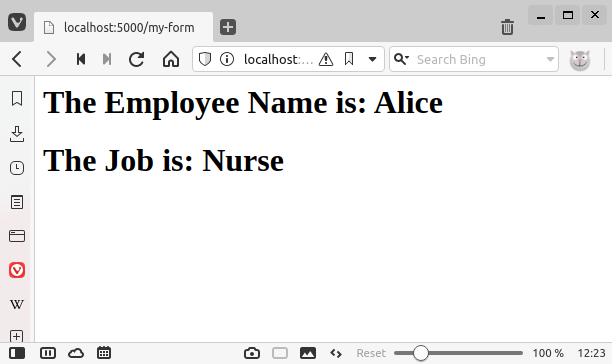 localhost:5000/my-form
localhost:...
Search Bing
The Employee Name is: Alice
The Job is: Nurse
W
Reset
100 %
12:23